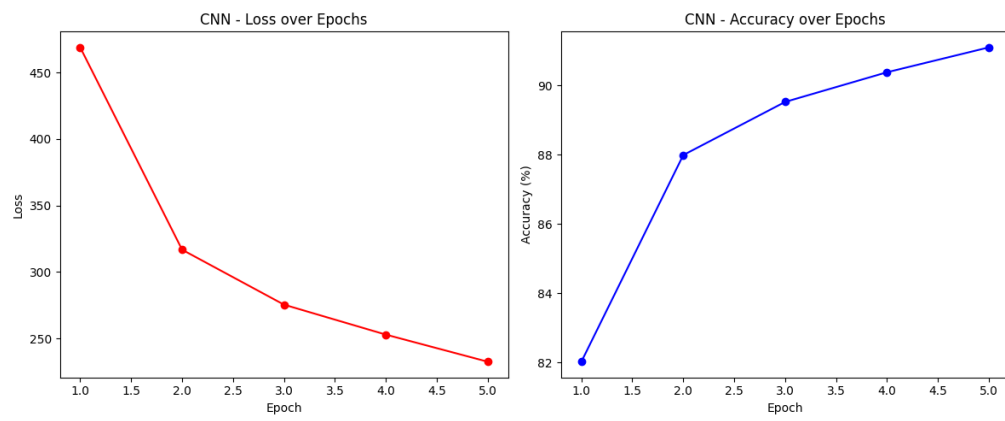 CNN - Loss over Epochs
450
400
350
300
250
Loss
1.0 1.5 2.0 2.5 3.0 3.5 4.0 4.5 5.0
Epoch
CNN - Accuracy over Epochs
90
88
86
84
82
Accuracy (%)
1.0 1.5 2.0 2.5 3.0 3.5 4.0 4.5 5.0
Epoch